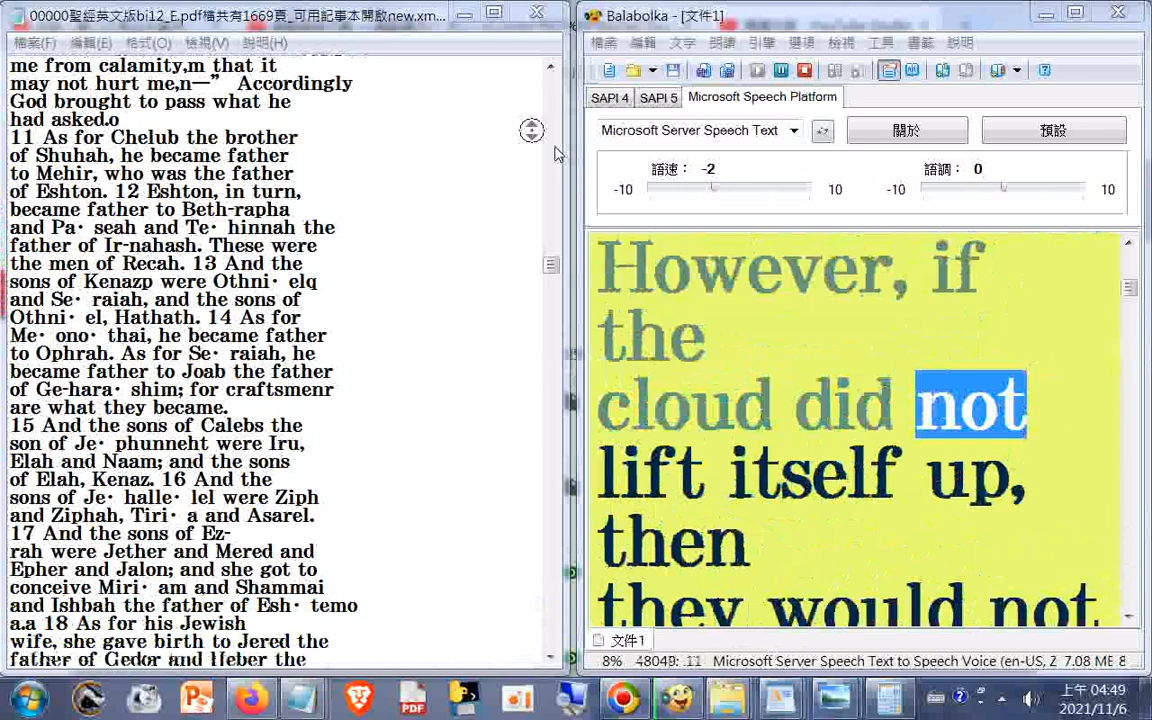 00000聖經英文版bi12_E.pdf檔共有1669頁_可用記事本開啟new.xm...
檔案(F) 編輯(E) 格式(O) 檢視(V) 說明(H)
me from calamity,m that it
may not hurt me,n—” Accordingly
God brought to pass what he
had asked.o
11 As for Chelub the brother
of Shuhah, he became father
to Mehir, who was the father
of Eshton. 12 Eshton, in turn,
became father to Beth-rapha
and Pa· seah and Te· hinnah the
father of Ir-nahash. These were
the men of Recah. 13 And the
sons of Kenazp were Othni· elq
and Se· raiah, and the sons of
Othni· el, Hathath. 14 As for
Me· ono· thai, he became father
to Ophrah. As for Se· raiah, he
became father to Joab the father
of Ge-hara· shim; for craftsmenr
are what they became.
15 And the sons of Calebs the
son of Je· phunneht were Iru,
Elah and Naam; and the sons
of Elah, Kenaz. 16 And the
sons of Je· halle· lel were Ziph
and Ziphah, Tiri· a and Asarel.
17 And the sons of Ez-
rah were Jether and Mered and
Epher and Jalon; and she got to
conceive Miri· am and Shammai
and Ishbah the father of Esh· temo
a.a 18 As for his Jewish
wife, she gave birth to Jered the
father of Gedor and Heber the
Balabolka - [文件1]
檔案 編輯 文字 朗讀 引擎 選項 檢視 工具 書籤 說明
SAPI 4 SAPI 5 Microsoft Speech Platform
Microsoft Server Speech Text 關於 預設
語速： -2 語調： 0
-10 10 -10 10
However, if
the
cloud did not
lift itself up,
then
they would not
文件1
8% 48049: 11 Microsoft Server Speech Text to Speech Voice (en-US, Z 7.08 ME 8
PDF
上午 04:49
2021/11/6